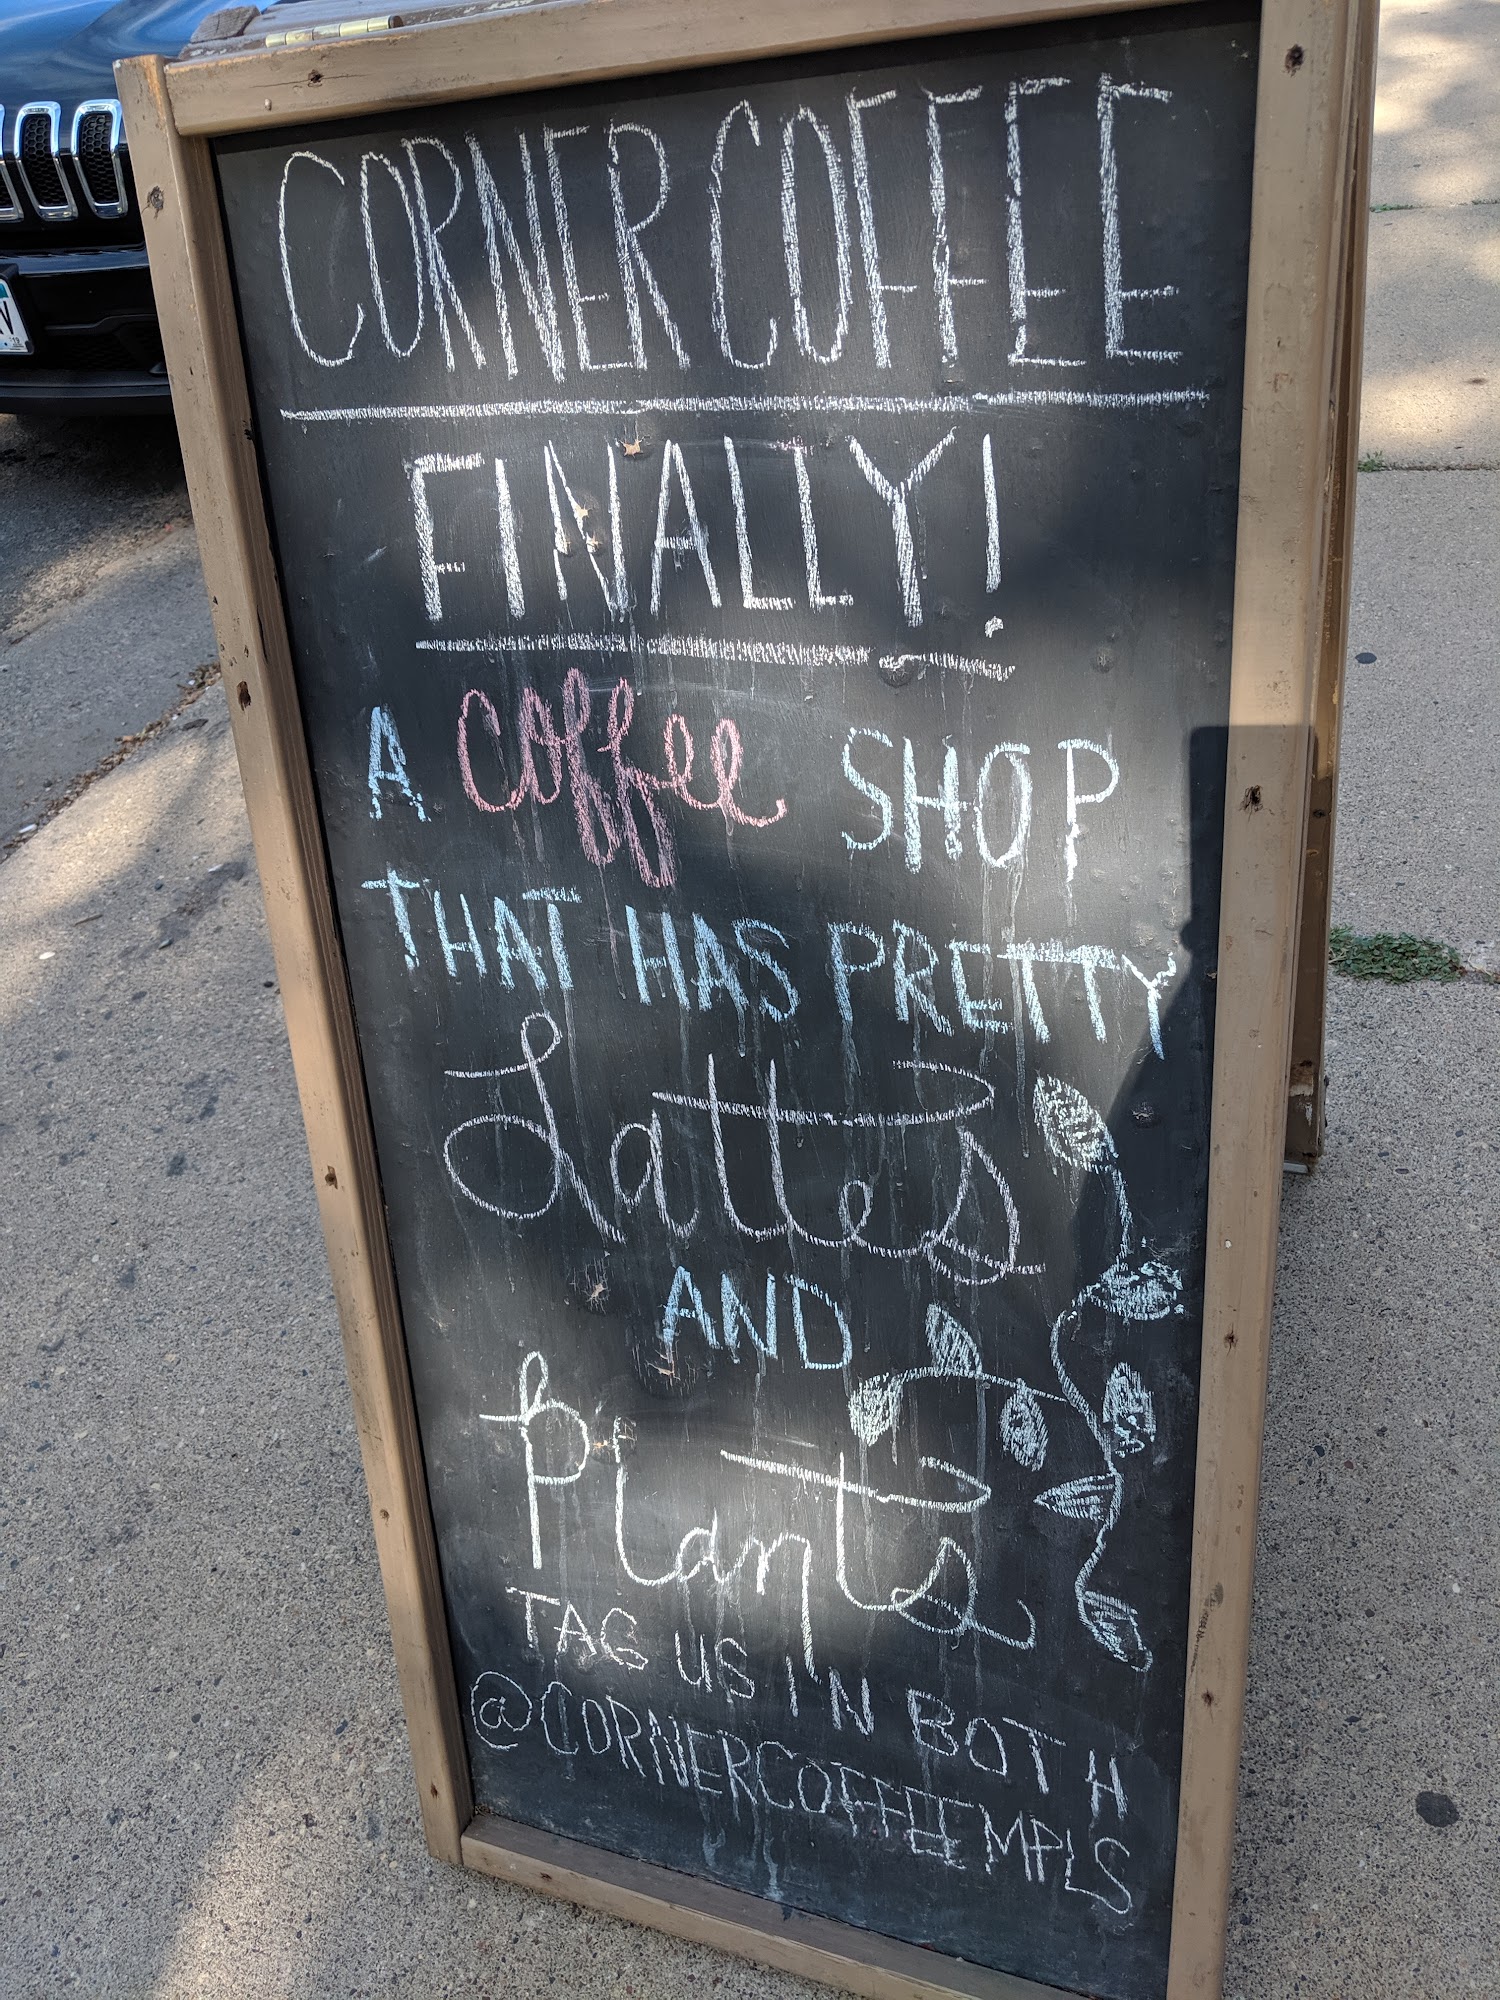 CORNER COFFEE
FINALLY!
A coffee SHOP
THAT HAS PRETTY
Lattes
AND
Plants
TAG US IN BOTH
@CORNERCOFFEEMPLS